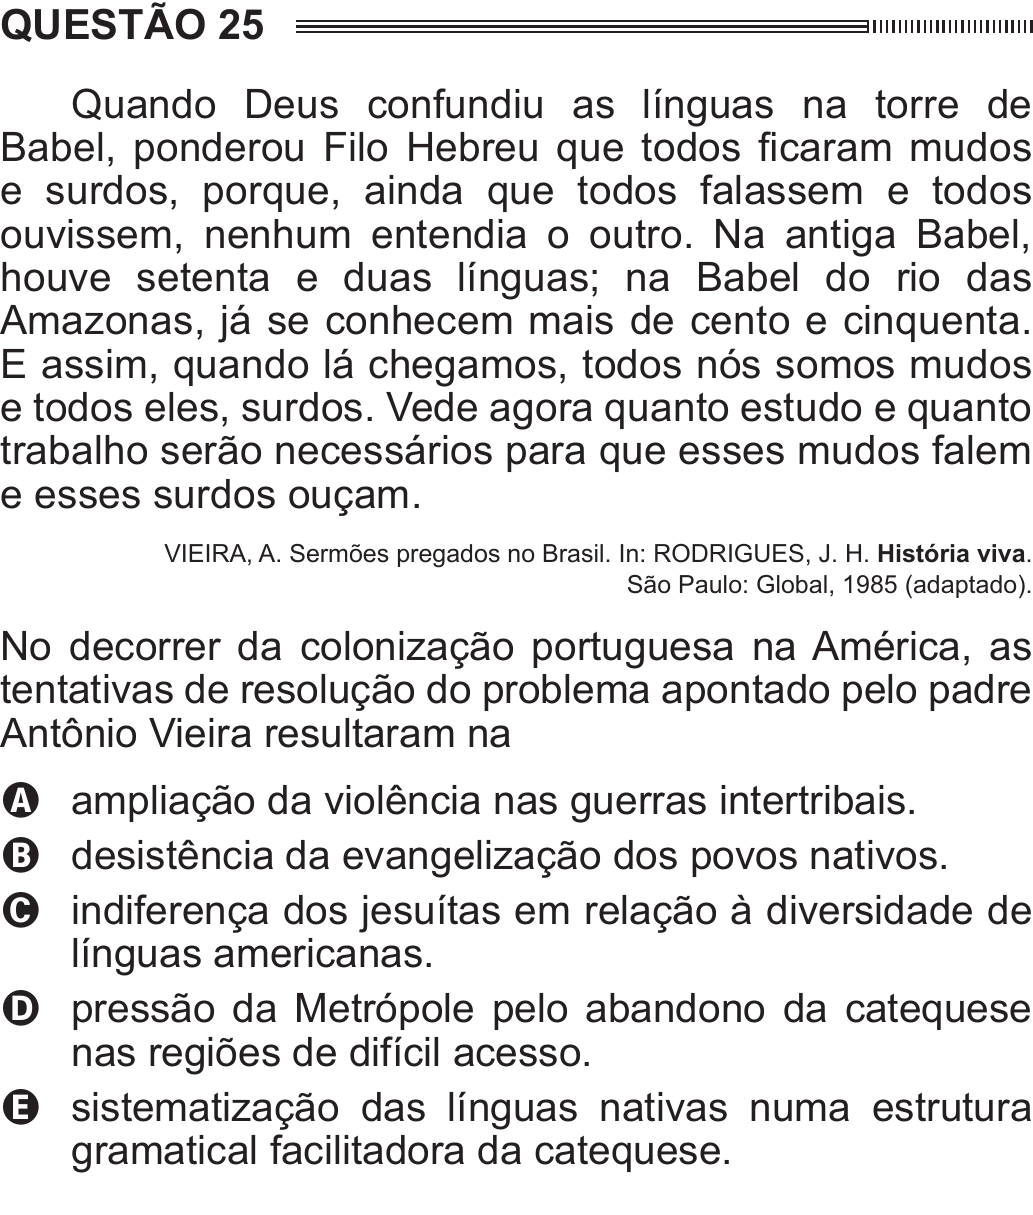 QUESTÃO 25
Quando Deus confundiu as línguas na torre de
Babel, ponderou Filo Hebreu que todos ficaram mudos
e surdos, porque, ainda que todos falassem e todos
ouvissem, nenhum entendia o outro. Na antiga Babel,
houve setenta e duas línguas; na Babel do rio das
Amazonas, já se conhecem mais de cento e cinquenta.
E assim, quando lá chegamos, todos nós somos mudos
e todos eles, surdos. Vede agora quanto estudo e quanto
trabalho serão necessários para que esses mudos falem
e esses surdos ouçam.
VIEIRA, A. Sermões pregados no Brasil. In: RODRIGUES, J. H. História viva.
São Paulo: Global, 1985 (adaptado).
No decorrer da colonização portuguesa na América, as
tentativas de resolução do problema apontado pelo padre
Antônio Vieira resultaram na
A ampliação da violência nas guerras intertribais.
B desistência da evangelização dos povos nativos.
C indiferença dos jesuítas em relação à diversidade de
línguas americanas.
D pressão da Metrópole pelo abandono da catequese
nas regiões de difícil acesso.
E sistematização das línguas nativas numa estrutura
gramatical facilitadora da catequese.